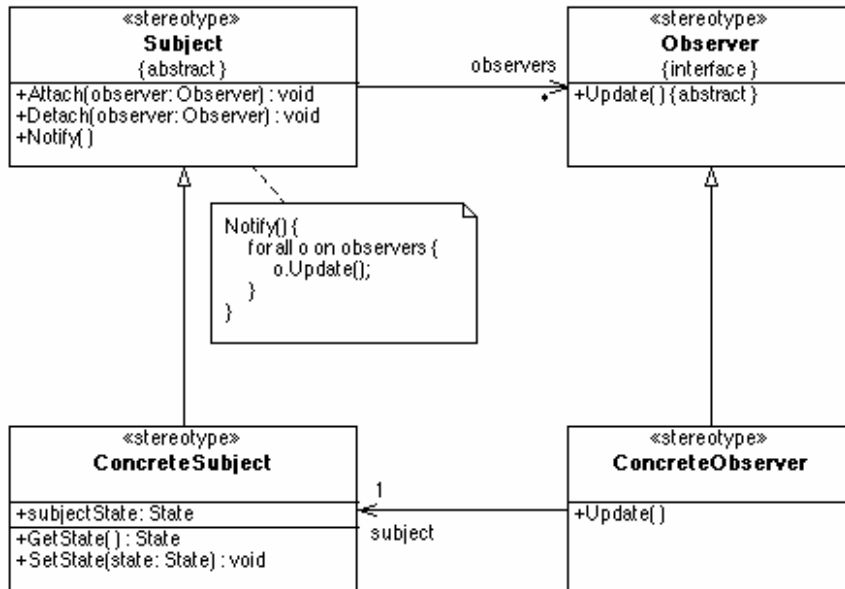 «stereotype»
Subject
{abstract}
+Attach(observer: Observer) : void
+Detach(observer: Observer) : void
+Notify()
observers
*
«stereotype»
Observer
{interface}
+Update() {abstract}
Notify() {
for all o on observers {
o.Update();
}
}
«stereotype»
ConcreteSubject
+subjectState: State
+GetState() : State
+SetState(state: State) : void
1
subject
«stereotype»
ConcreteObserver
+Update()